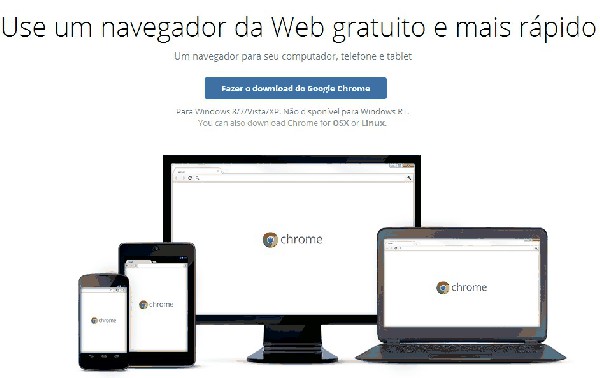 Use um navegador da Web gratuito e mais rápido
Um navegador para seu computador, telefone e tablet
Fazer o download do Google Chrome
Para Windows 8/7/Vista/XP. Não disponível para Windows RT.
You can also download Chrome for OSX or Linux.
chrome
chrome
chrome
chrome